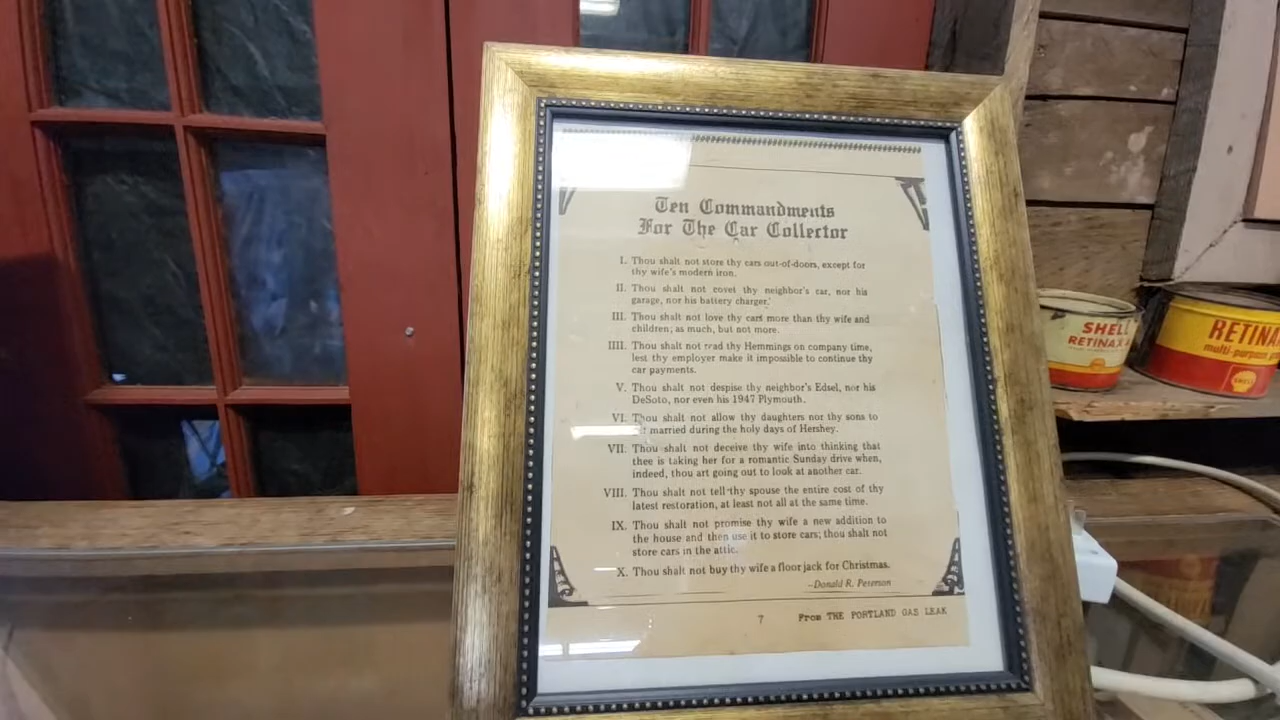 Ten Commandments
For The Car Collector
I. Thou shalt not store thy cars out-of-doors, except for
thy wife's modern iron.
II. Thou shalt not covet thy neighbor's car, nor his
garage, nor his battery charger.
III. Thou shalt not love thy cars more than thy wife and
children; as much, but not more.
IIII. Thou shalt not read thy Hemmings on company time,
lest thy employer make it impossible to continue thy
car payments.
V. Thou shalt not despise thy neighbor's Edsel, nor his
DeSoto, nor even his 1947 Plymouth.
VI. Thou shalt not allow thy daughters nor thy sons to
married during the holy days of Hershey.
VII. Thou shalt not deceive thy wife into thinking that
thee is taking her for a romantic Sunday drive when,
indeed, thou art going out to look at another car.
VIII. Thou shalt not tell thy spouse the entire cost of thy
latest restoration, at least not all at the same time.
IX. Thou shalt not promise thy wife a new addition to
the house and then use it to store cars; thou shalt not
store cars in the attic.
X. Thou shalt not buy thy wife a floor jack for Christmas.
–Donald R. Peterson
7 From THE PORTLAND GAS LEAK
SHELL
RETINAX A
RETINA
multi-purpose
SHELL